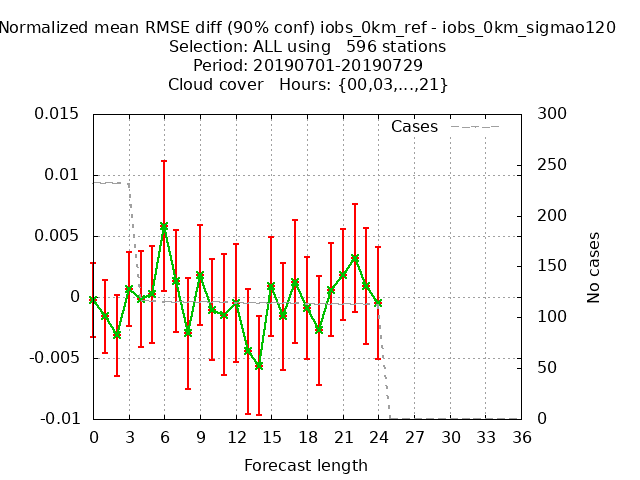 Normalized mean RMSE diff (90% conf) iobs_0km_ref - iobs_0km_sigmao120
Selection: ALL using   596 stations
Period: 20190701-20190729
Cloud cover   Hours: {00,03,...,21}
Cases
0.015
0.01
0.005
0
-0.005
-0.01
300
250
200
150
100
50
0
No cases
0 3 6 9 12 15 18 21 24 27 30 33 36
Forecast length